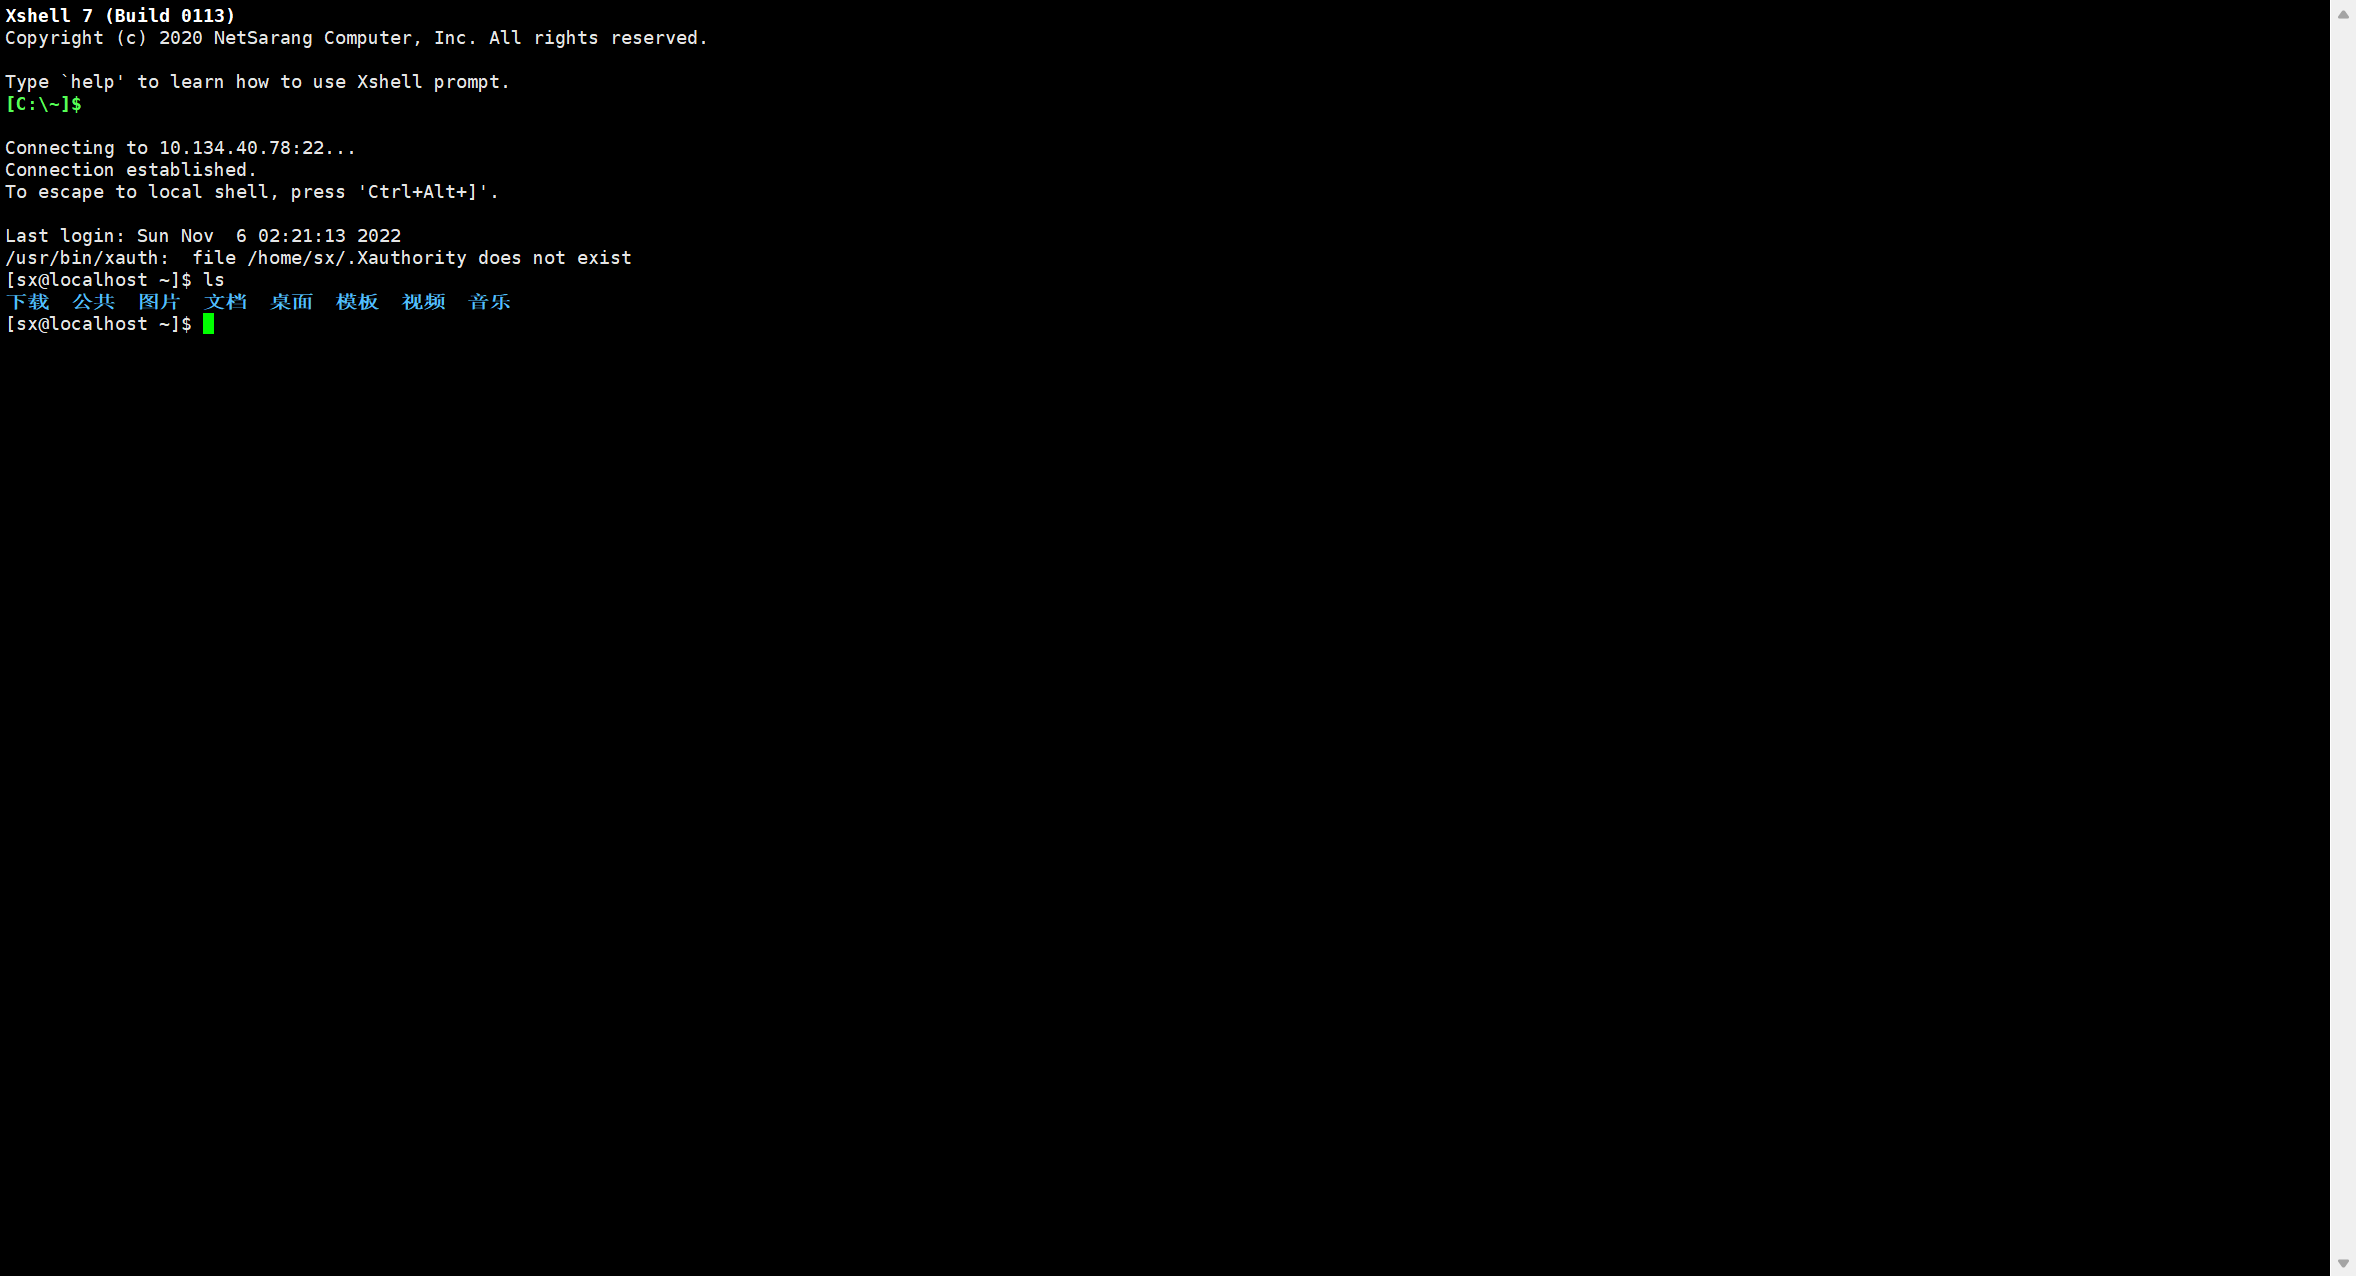 Xshell 7 (Build 0113)
Copyright (c) 2020 NetSarang Computer, Inc. All rights reserved.
Type `help' to learn how to use Xshell prompt.
[C:\~]$
Connecting to 10.134.40.78:22...
Connection established.
To escape to local shell, press 'Ctrl+Alt+]'.
Last login: Sun Nov  6 02:21:13 2022
/usr/bin/xauth:  file /home/sx/.Xauthority does not exist
[sx@localhost ~]$ ls
下载  公共  图片  文档  桌面  模板  视频  音乐
[sx@localhost ~]$